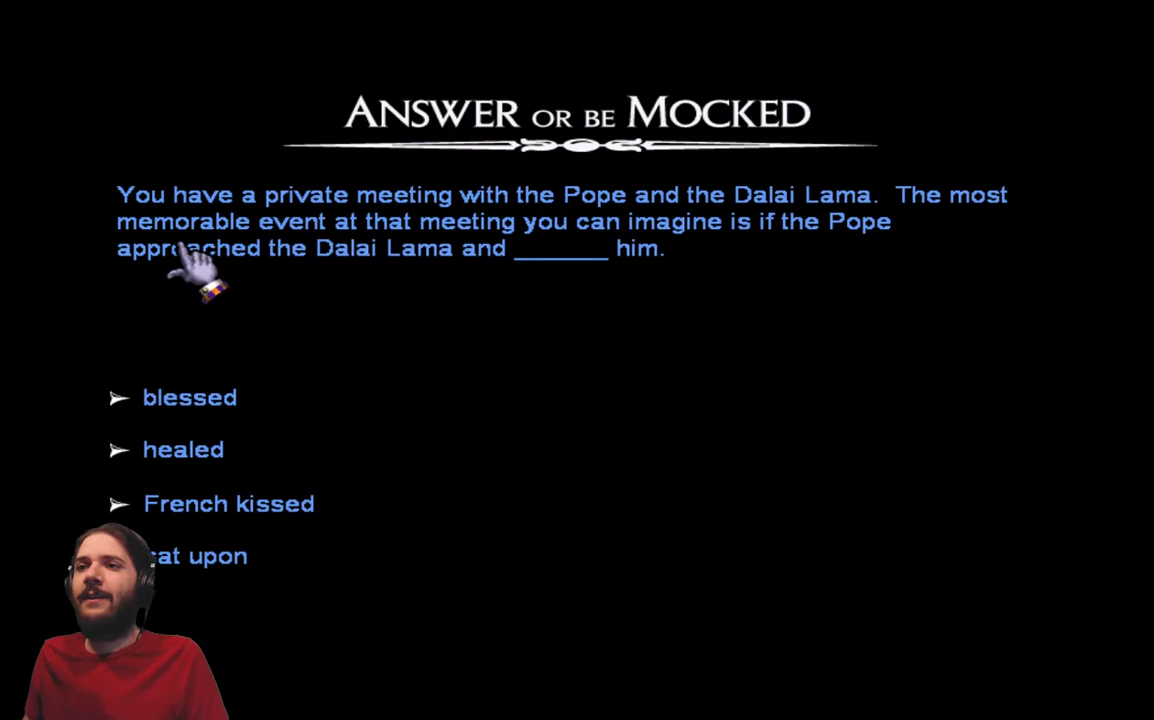 ANSWER OR BE MOCKED
You have a private meeting with the Pope and the Dalai Lama. The most
memorable event at that meeting you can imagine is if the Pope
approached the Dalai Lama and _______ him.
blessed
healed
French kissed
sat upon